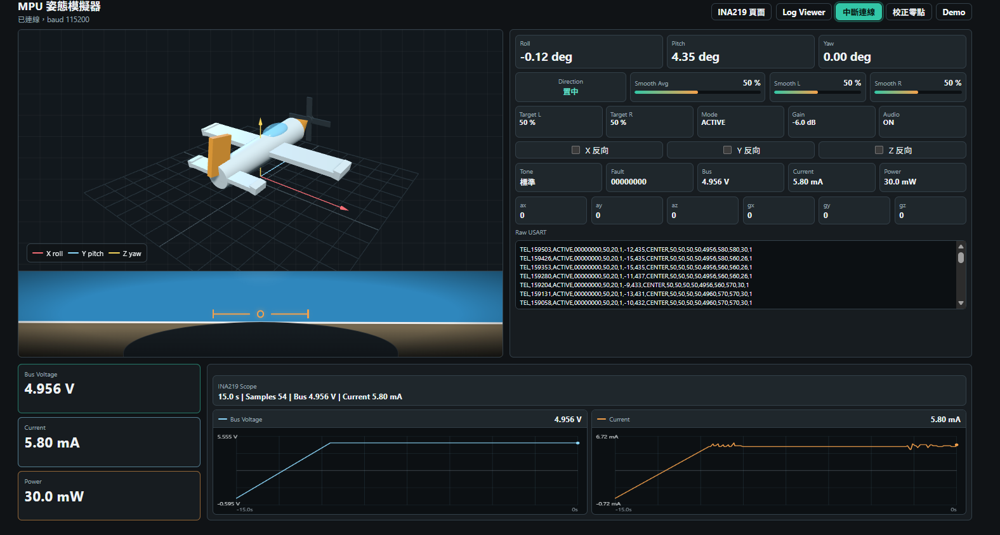 MPU 姿態模擬器
已連線，baud 115200
INA219 頁面
Log Viewer
中斷連線
校正零點
Demo
X roll
Y pitch
Z yaw
Roll
-0.12 deg
Pitch
4.35 deg
Yaw
0.00 deg
Direction
置中
Smooth Avg 50 %
Smooth L 50 %
Smooth R 50 %
Target L
50 %
Target R
50 %
Mode
ACTIVE
Gain
-6.0 dB
Audio
ON
X 反向
Y 反向
Z 反向
Tone
標準
Fault
00000000
Bus
4.956 V
Current
5.80 mA
Power
30.0 mW
ax
0
ay
0
az
0
gx
0
gy
0
gz
0
Raw USART
TEL,159503,ACTIVE,00000000,50,20,1,-12,435,CENTER,50,50,50,50,4956,580,580,30,1
TEL,159426,ACTIVE,00000000,50,20,1,-15,435,CENTER,50,50,50,50,4956,580,560,26,1
TEL,159353,ACTIVE,00000000,50,20,1,-15,435,CENTER,50,50,50,50,4956,560,560,26,1
TEL,159280,ACTIVE,00000000,50,20,1,-11,437,CENTER,50,50,50,50,4956,560,560,26,1
TEL,159204,ACTIVE,00000000,50,20,1,-9,433,CENTER,50,50,50,50,4956,560,570,30,1
TEL,159131,ACTIVE,00000000,50,20,1,-13,431,CENTER,50,50,50,50,4960,570,570,30,1
TEL,159058,ACTIVE,00000000,50,20,1,-10,432,CENTER,50,50,50,50,4960,570,570,30,1
Bus Voltage
4.956 V
Current
5.80 mA
Power
30.0 mW
INA219 Scope
15.0 s | Samples 54 | Bus 4.956 V | Current 5.80 mA
Bus Voltage 4.956 V
5.555 V
-0.595 V
-15.0s 0s
Current 5.80 mA
6.72 mA
-0.72 mA
-15.0s 0s